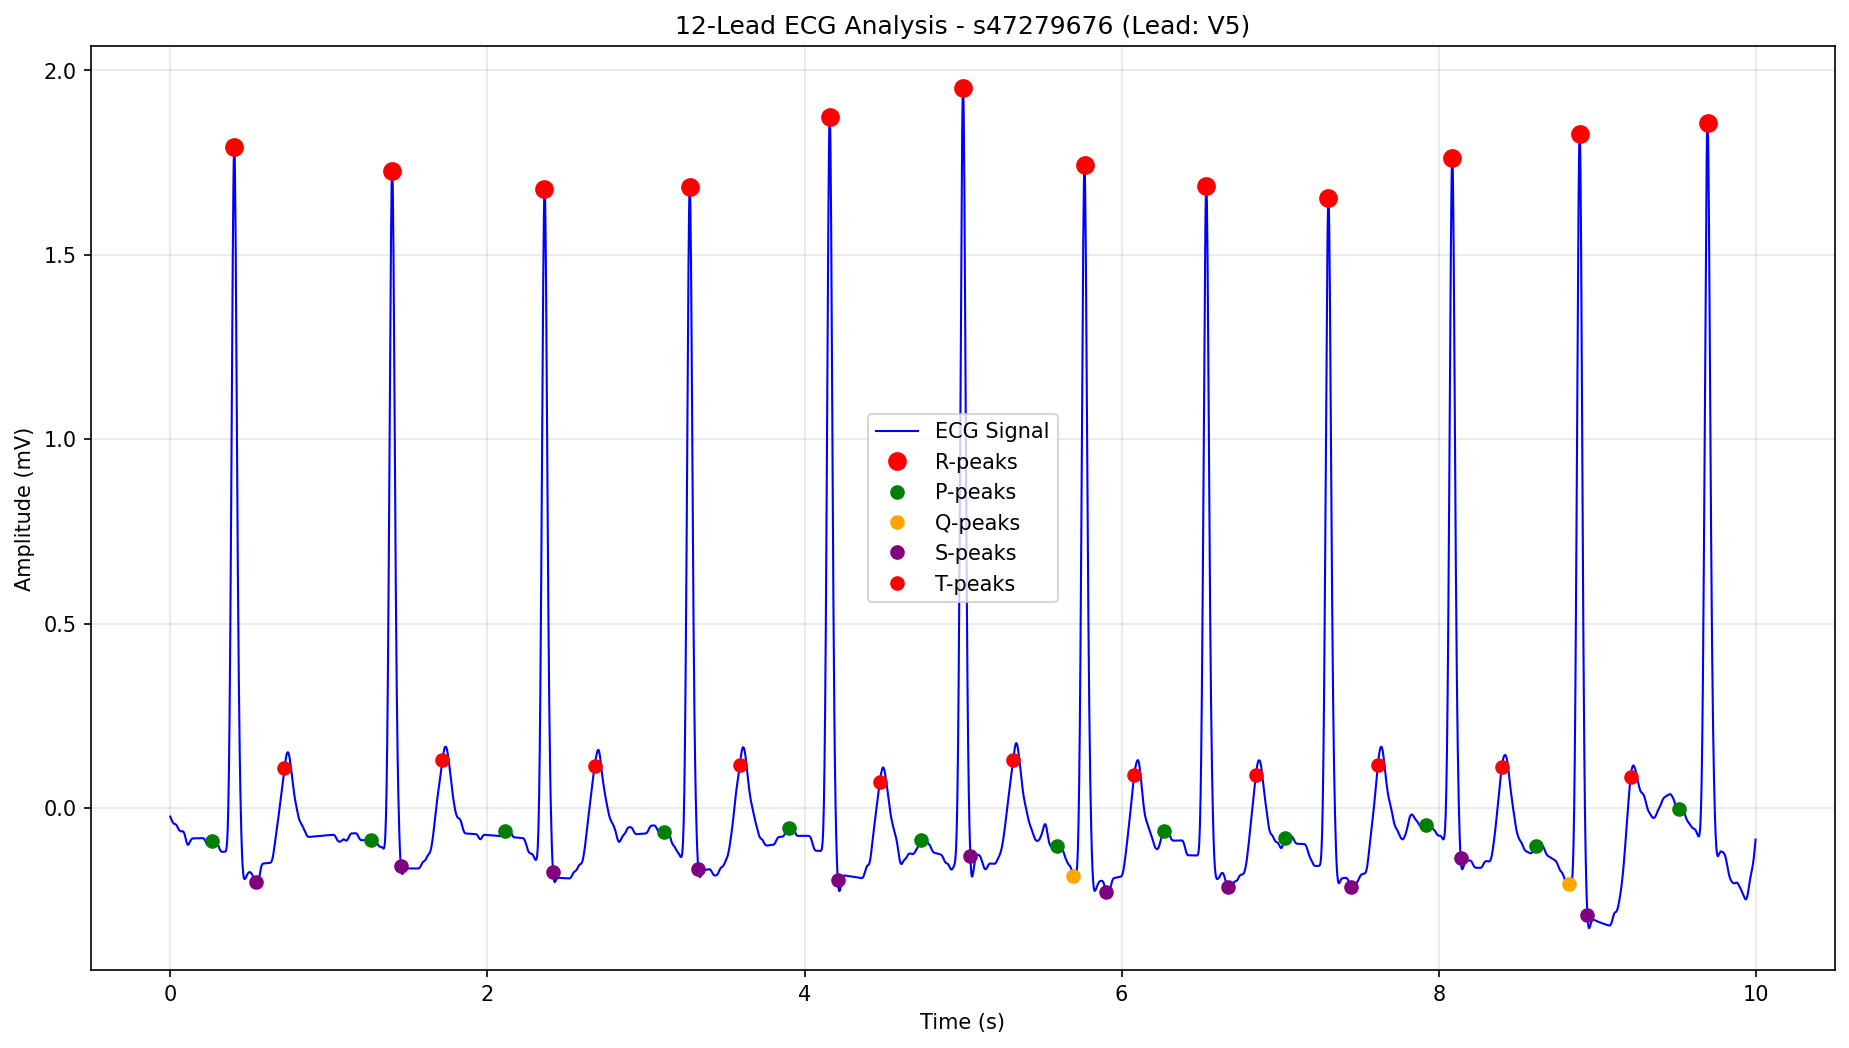 12-Lead ECG Analysis - s47279676 (Lead: V5)
2.0
1.5
1.0
0.5
0.0
Amplitude (mV)
ECG Signal
R-peaks
P-peaks
Q-peaks
S-peaks
T-peaks
0 2 4 6 8 10
Time (s)